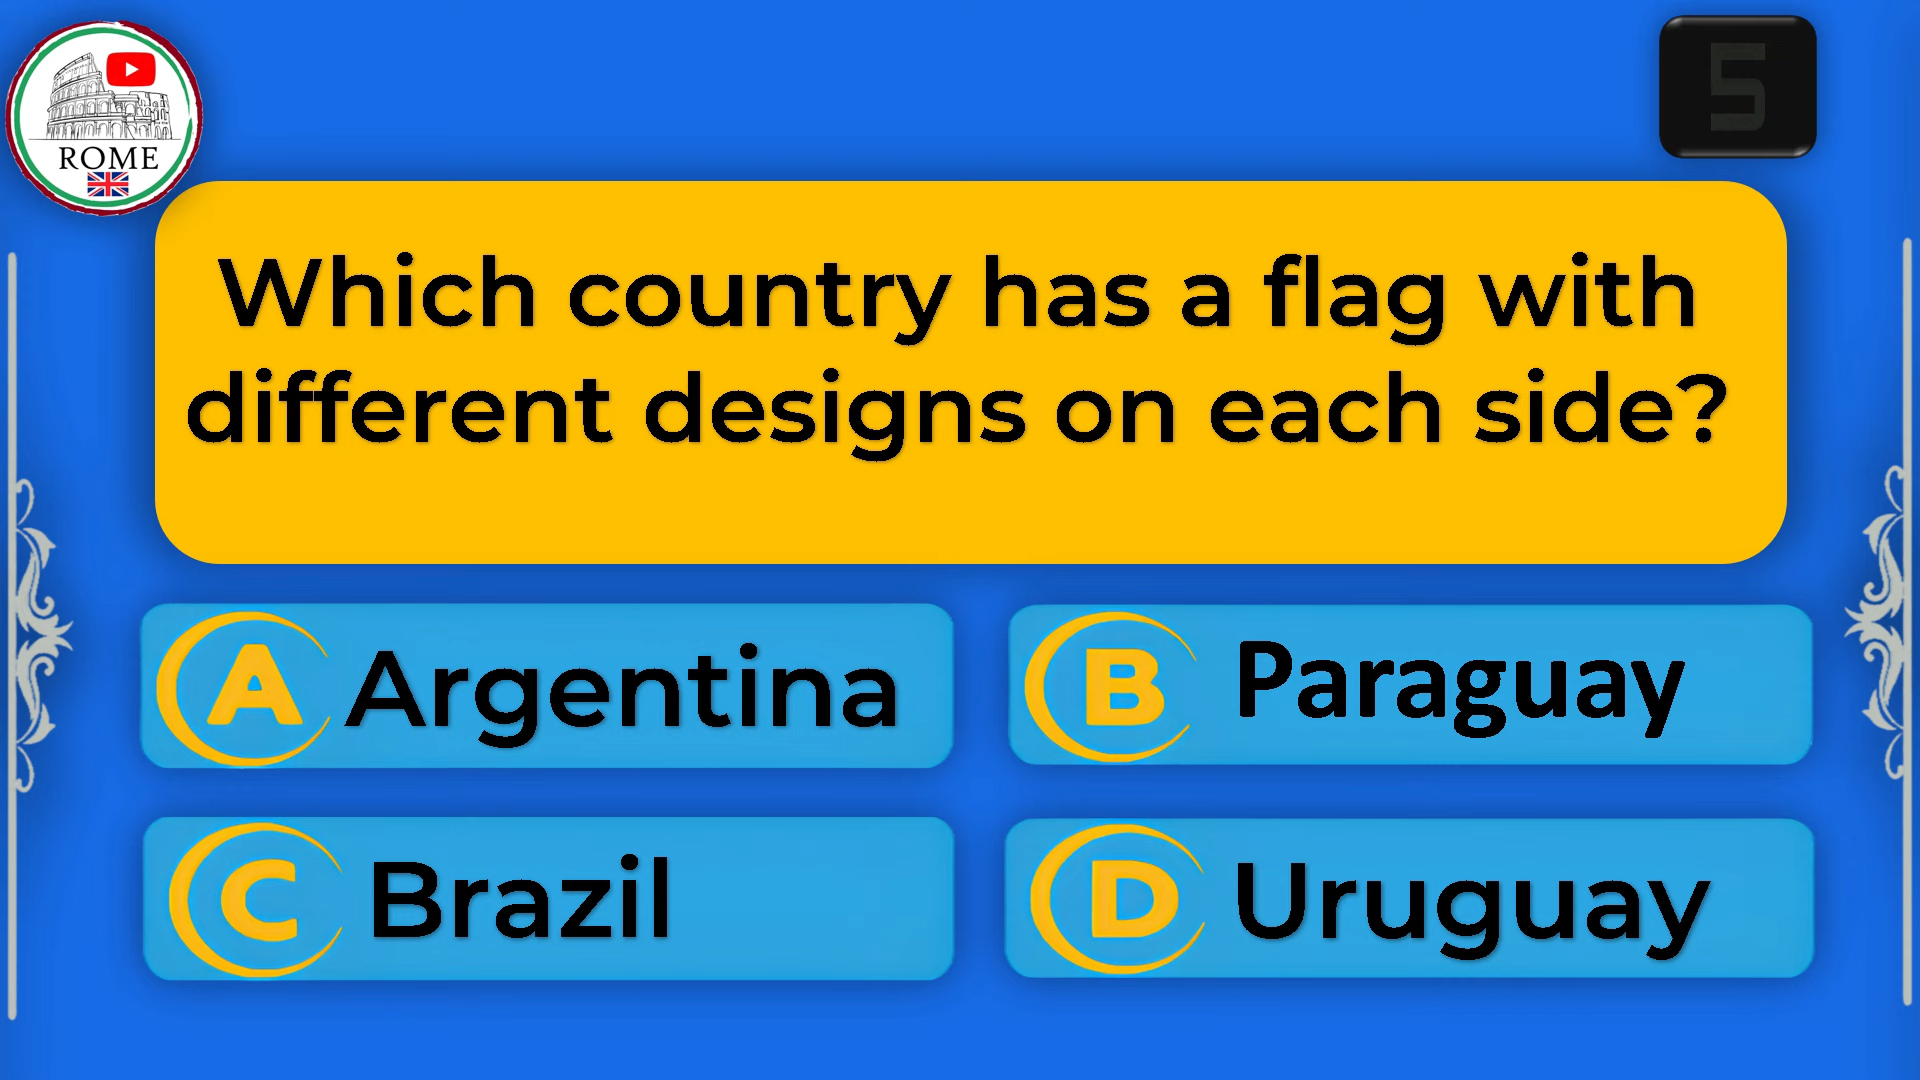 ROME
5
Which country has a flag with
different designs on each side?
A Argentina
B Paraguay
C Brazil
D Uruguay